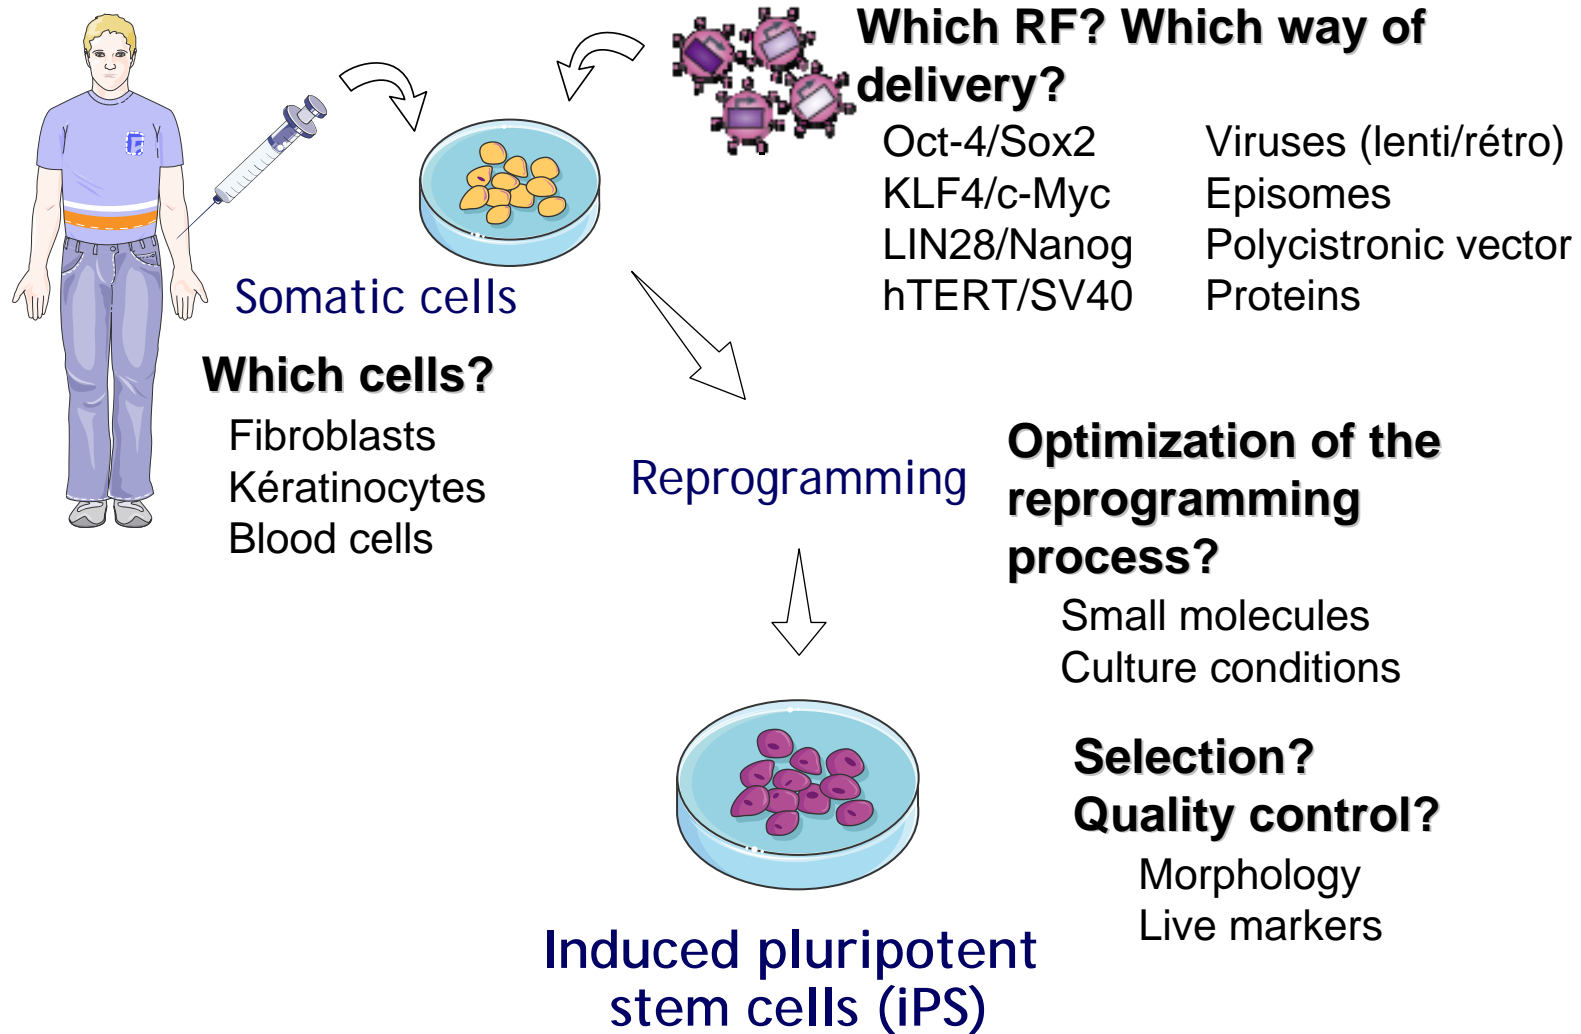 Which RF? Which way of
delivery?
Oct-4/Sox2
KLF4/c-Myc
LIN28/Nanog
hTERT/SV40
Viruses (lenti/rétro)
Episomes
Polycistronic vector
Proteins
Somatic cells
Which cells?
Fibroblasts
Kératinocytes
Blood cells
Reprogramming
Optimization of the
reprogramming
process?
Small molecules
Culture conditions
Selection?
Quality control?
Morphology
Live markers
Induced pluripotent
stem cells (iPS)